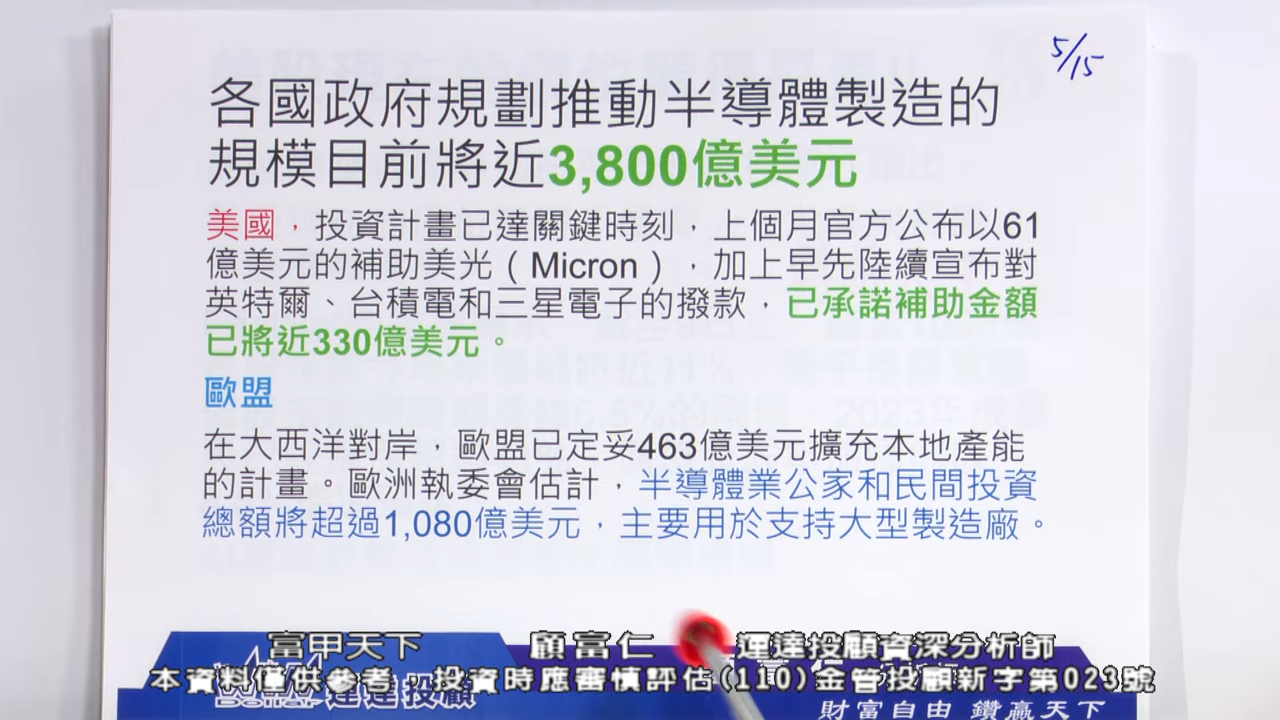 5/15
各國政府規劃推動半導體製造的
規模目前將近3,800億美元
美國，投資計畫已達關鍵時刻，上個月官方公布以61
億美元的補助美光（Micron），加上早先陸續宣布對
英特爾、台積電和三星電子的撥款，已承諾補助金額
已將近330億美元。
歐盟
在大西洋對岸，歐盟已定妥463億美元擴充本地產能
的計畫。歐洲執委會估計，半導體業公家和民間投資
總額將超過1,080億美元，主要用於支持大型製造廠。
富甲天下 顧富仁 運達投顧資深分析師
本資料僅供參考，投資時應審慎評估(110)金管投顧新字第023號
運達投顧
財富自由 鑽贏天下